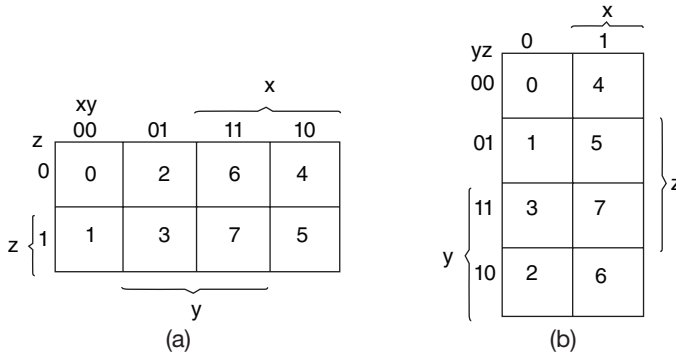 x
xy
00 01 11 10
z
0 0 2 6 4
z 1 1 3 7 5
y
(a)
x
0 1
yz
00 0 4
01 1 5
z
11 3 7
y
10 2 6
(b)